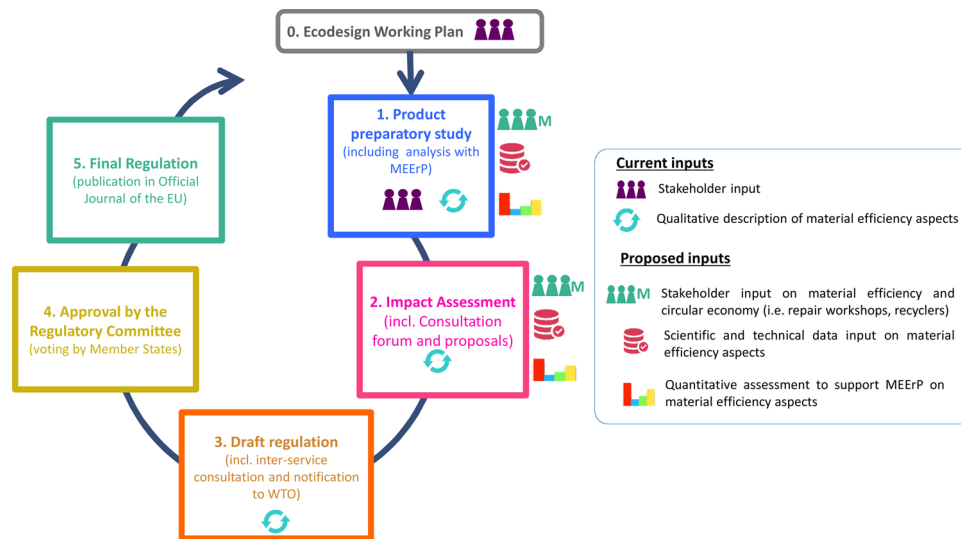 0. Ecodesign Working Plan
1. Product
preparatory study
(including analysis with
MEErP)
M
5. Final Regulation
(publication in Official
Journal of the EU)
Current inputs
Stakeholder input
Qualitative description of material efficiency aspects
Proposed inputs
M
Stakeholder input on material efficiency and
circular economy (i.e. repair workshops, recyclers)
Scientific and technical data input on material
efficiency aspects
Quantitative assessment to support MEErP on
material efficiency aspects
4. Approval by the
Regulatory Committee
(voting by Member States)
2. Impact Assessment
(incl. Consultation
forum and proposals)
M
3. Draft regulation
(incl. inter-service
consultation and notification
to WTO)